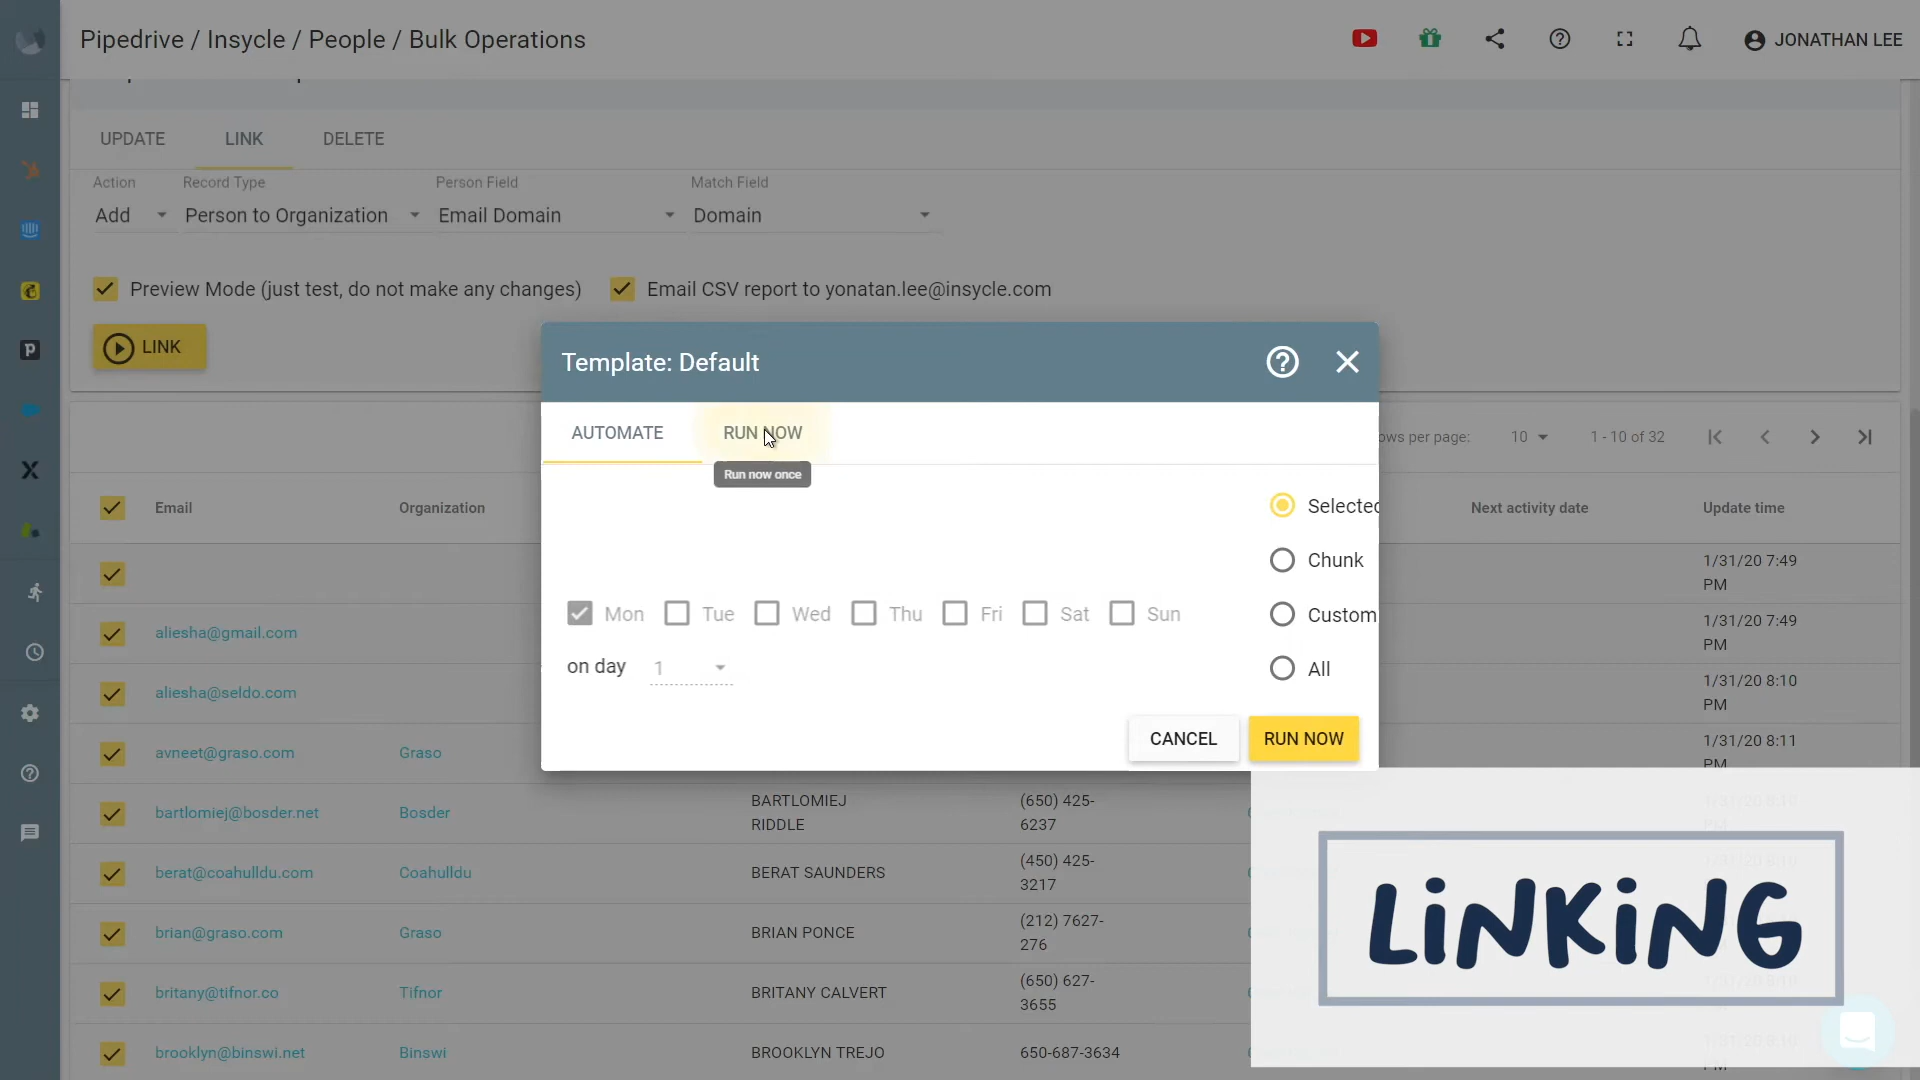 Pipedrive / Insycle / People / Bulk Operations
JONATHAN LEE
UPDATE LINK DELETE
Action Record Type Person Field Match Field
Add Person to Organization Email Domain Domain
Preview Mode (just test, do not make any changes) Email CSV report to yonatan.lee@insycle.com
LINK
Template: Default
AUTOMATE RUN NOW
Run now once
ows per page: 10 1 - 10 of 32
Email Organization Next activity date Update time
Selected
Chunk
Custom
All
Mon Tue Wed Thu Fri Sat Sun
on day 1
CANCEL RUN NOW
1/31/20 7:49
PM
aliesha@gmail.com 1/31/20 7:49
PM
aliesha@seldo.com 1/31/20 8:10
PM
avneet@graso.com Graso 1/31/20 8:11
PM
bartlomiej@bosder.net Bosder BARTLOMIEJ
RIDDLE
(650) 425-
6237
berat@coahulldu.com Coahulldu BERAT SAUNDERS (450) 425-
3217
brian@graso.com Graso BRIAN PONCE (212) 7627-
276
britany@tifnor.co Tifnor BRITANY CALVERT (650) 627-
3655
brooklyn@binswi.net Binswi BROOKLYN TREJO 650-687-3634
LiNKiNG